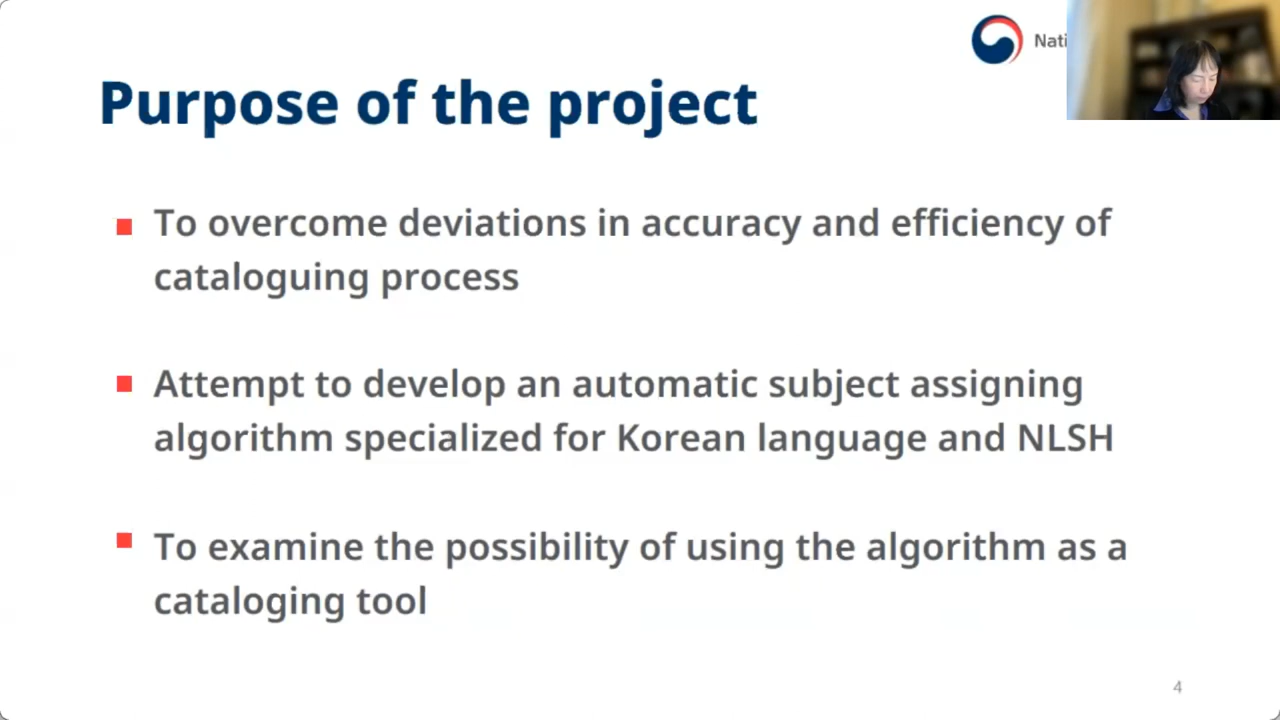 Purpose of the project
To overcome deviations in accuracy and efficiency of
cataloguing process
Attempt to develop an automatic subject assigning
algorithm specialized for Korean language and NLSH
To examine the possibility of using the algorithm as a
cataloging tool
4